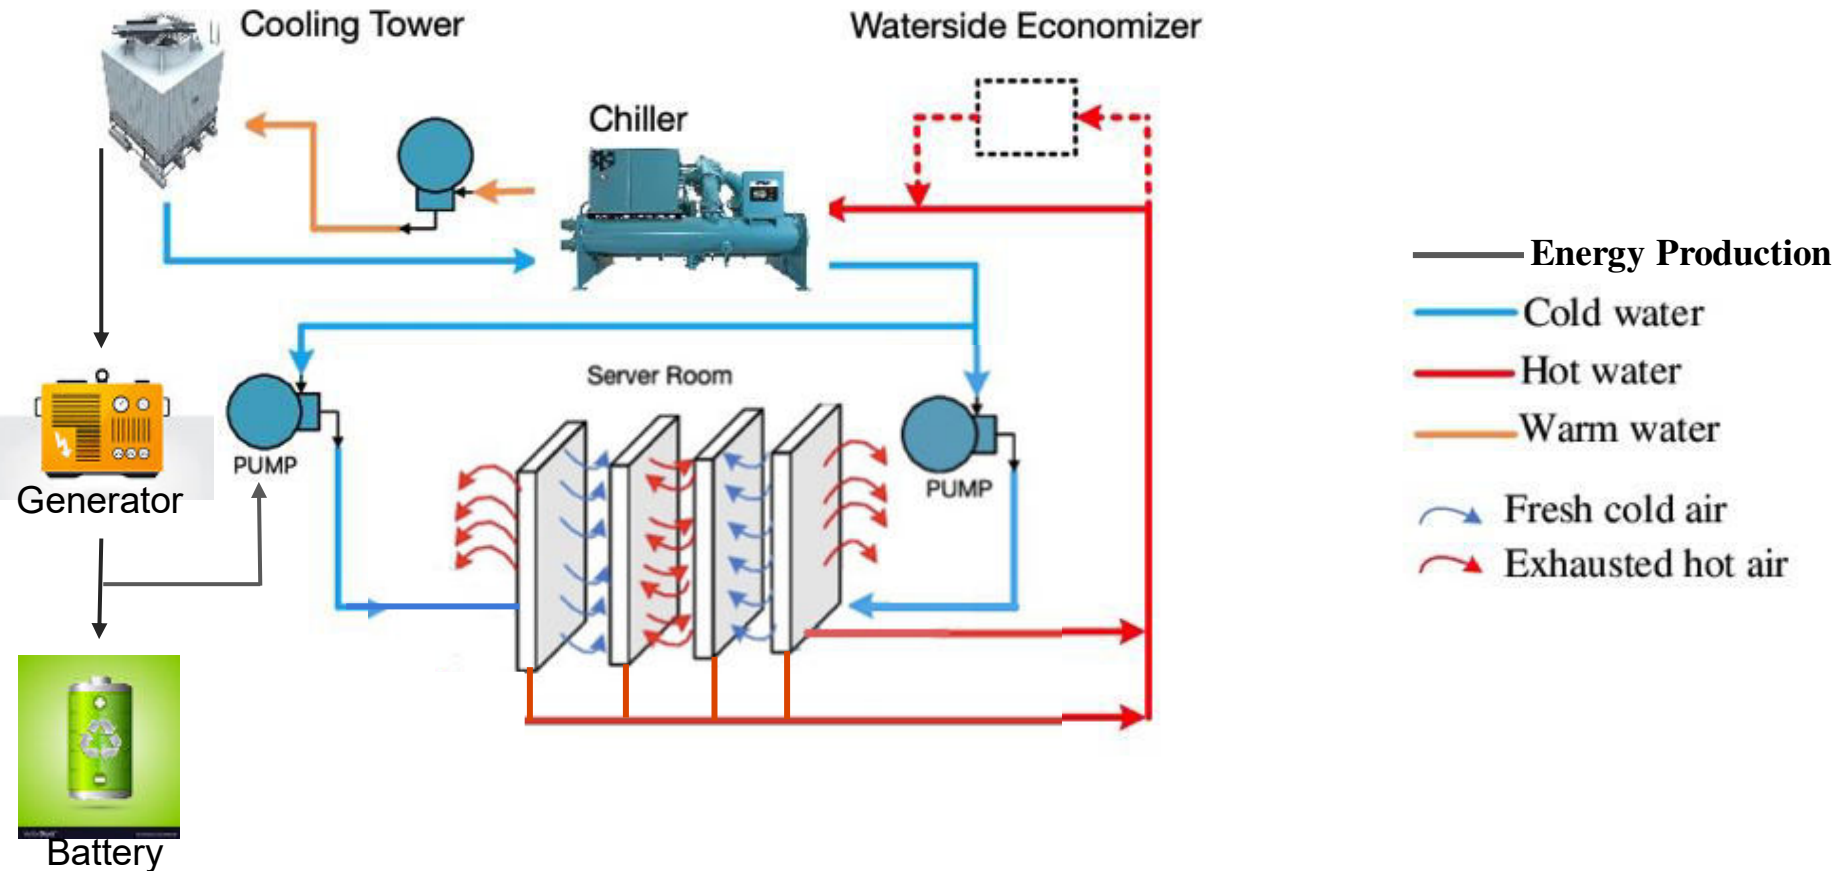 Cooling Tower
Waterside Economizer
Chiller
Energy Production
Cold water
Hot water
Warm water
Fresh cold air
Exhausted hot air
Server Room
PUMP
PUMP
Generator
Battery